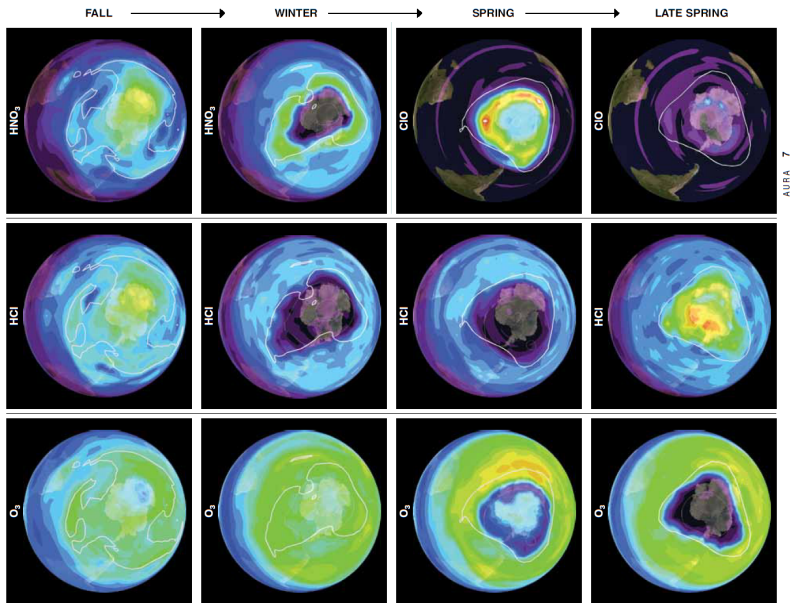 FALL WINTER SPRING LATE SPRING
HNO₃ HNO₃ ClO ClO
AURA 7
HCl HCl HCl HCl
O₃ O₃ O₃ O₃